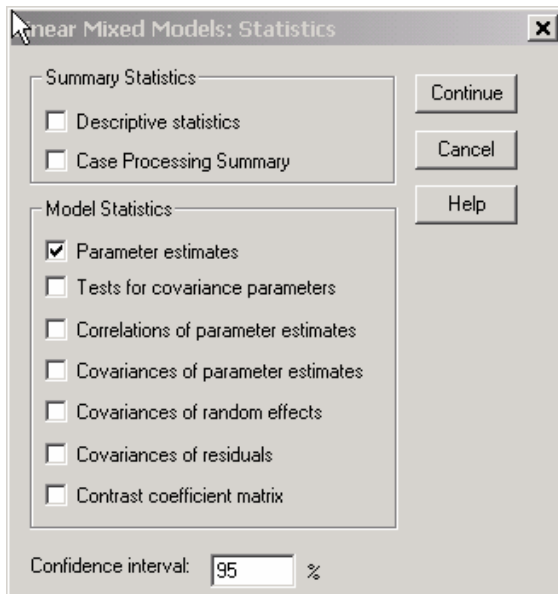 inear Mixed Models: Statistics
Summary Statistics
Descriptive statistics
Case Processing Summary
Continue
Cancel
Help
Model Statistics
Parameter estimates
Tests for covariance parameters
Correlations of parameter estimates
Covariances of parameter estimates
Covariances of random effects
Covariances of residuals
Contrast coefficient matrix
Confidence interval: 95 %